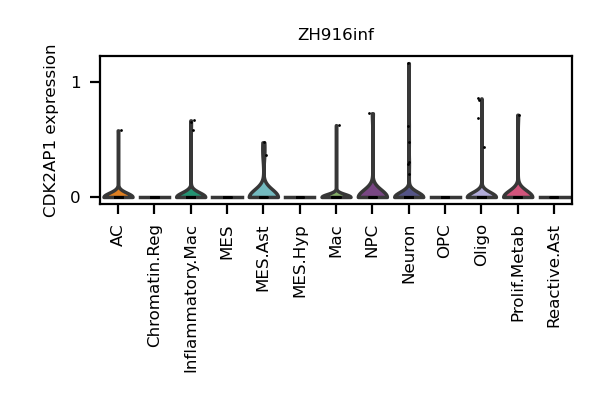 ZH916inf
CDK2AP1 expression
1
0
AC
Chromatin.Reg
Inflammatory.Mac
MES
MES.Ast
MES.Hyp
Mac
NPC
Neuron
OPC
Oligo
Prolif.Metab
Reactive.Ast